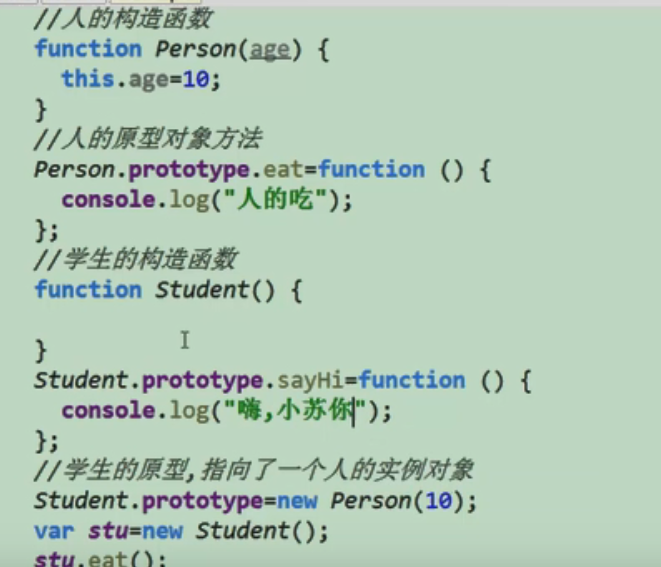 //人的构造函数
function Person(age) {
this.age=10;
}
//人的原型对象方法
Person.prototype.eat=function () {
console.log("人的吃");
};
//学生的构造函数
function Student() {
}
Student.prototype.sayHi=function () {
console.log("嗨,小苏你");
};
//学生的原型,指向了一个人的实例对象
Student.prototype=new Person(10);
var stu=new Student();
stu.eat();